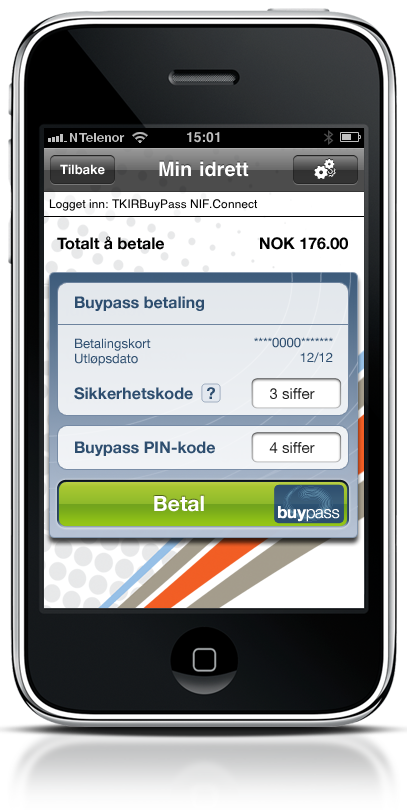 N Telenor 15:01
Tilbake Min idrett
Logget inn: TKIRBuyPass NIF.Connect
Totalt å betale NOK 176.00
Buypass betaling
Betalingskort ****0000*******
Utløpsdato 12/12
Sikkerhetskode ? 3 siffer
Buypass PIN-kode 4 siffer
Betal buypass